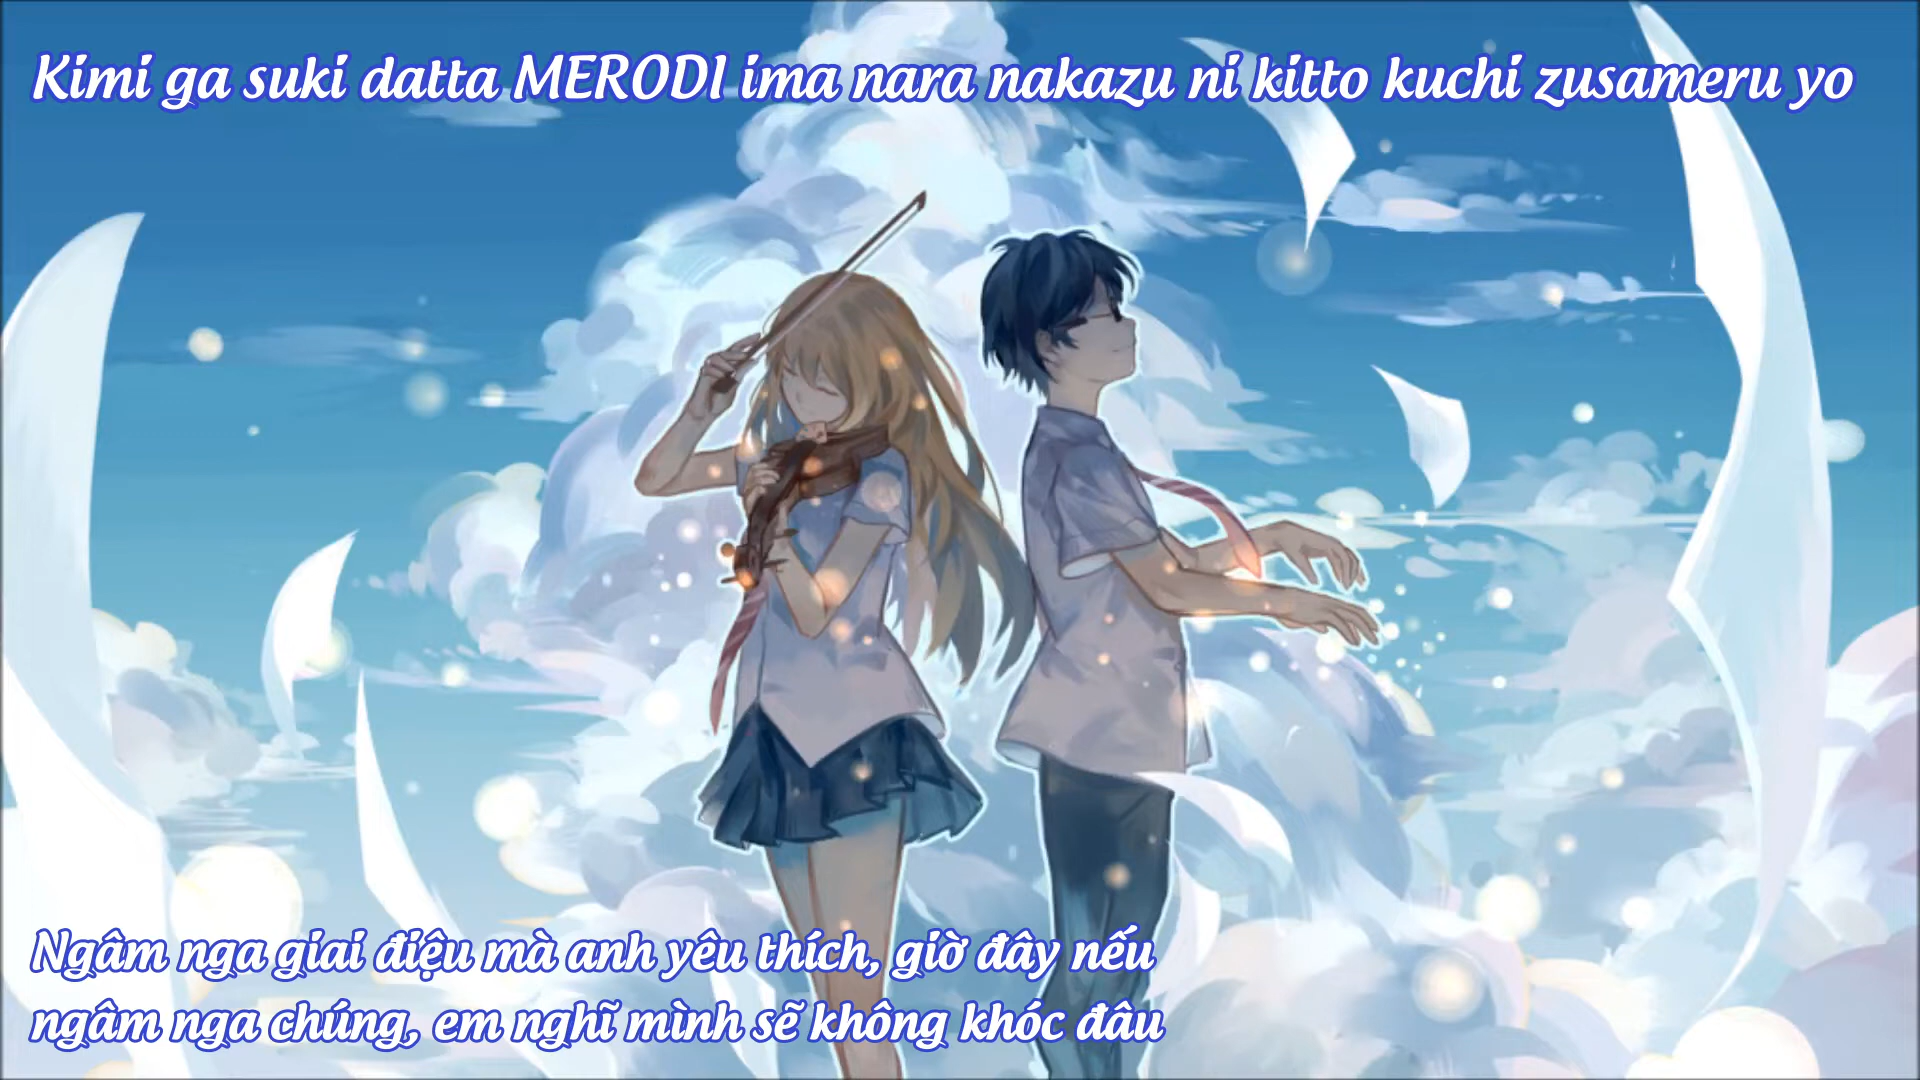 Kimi ga suki datta MERODI ima nara nakazu ni kitto kuchi zusameru yo
Ngâm nga giai điệu mà anh yêu thích, giờ đây nếu
ngâm nga chúng, em nghĩ mình sẽ không khóc đâu